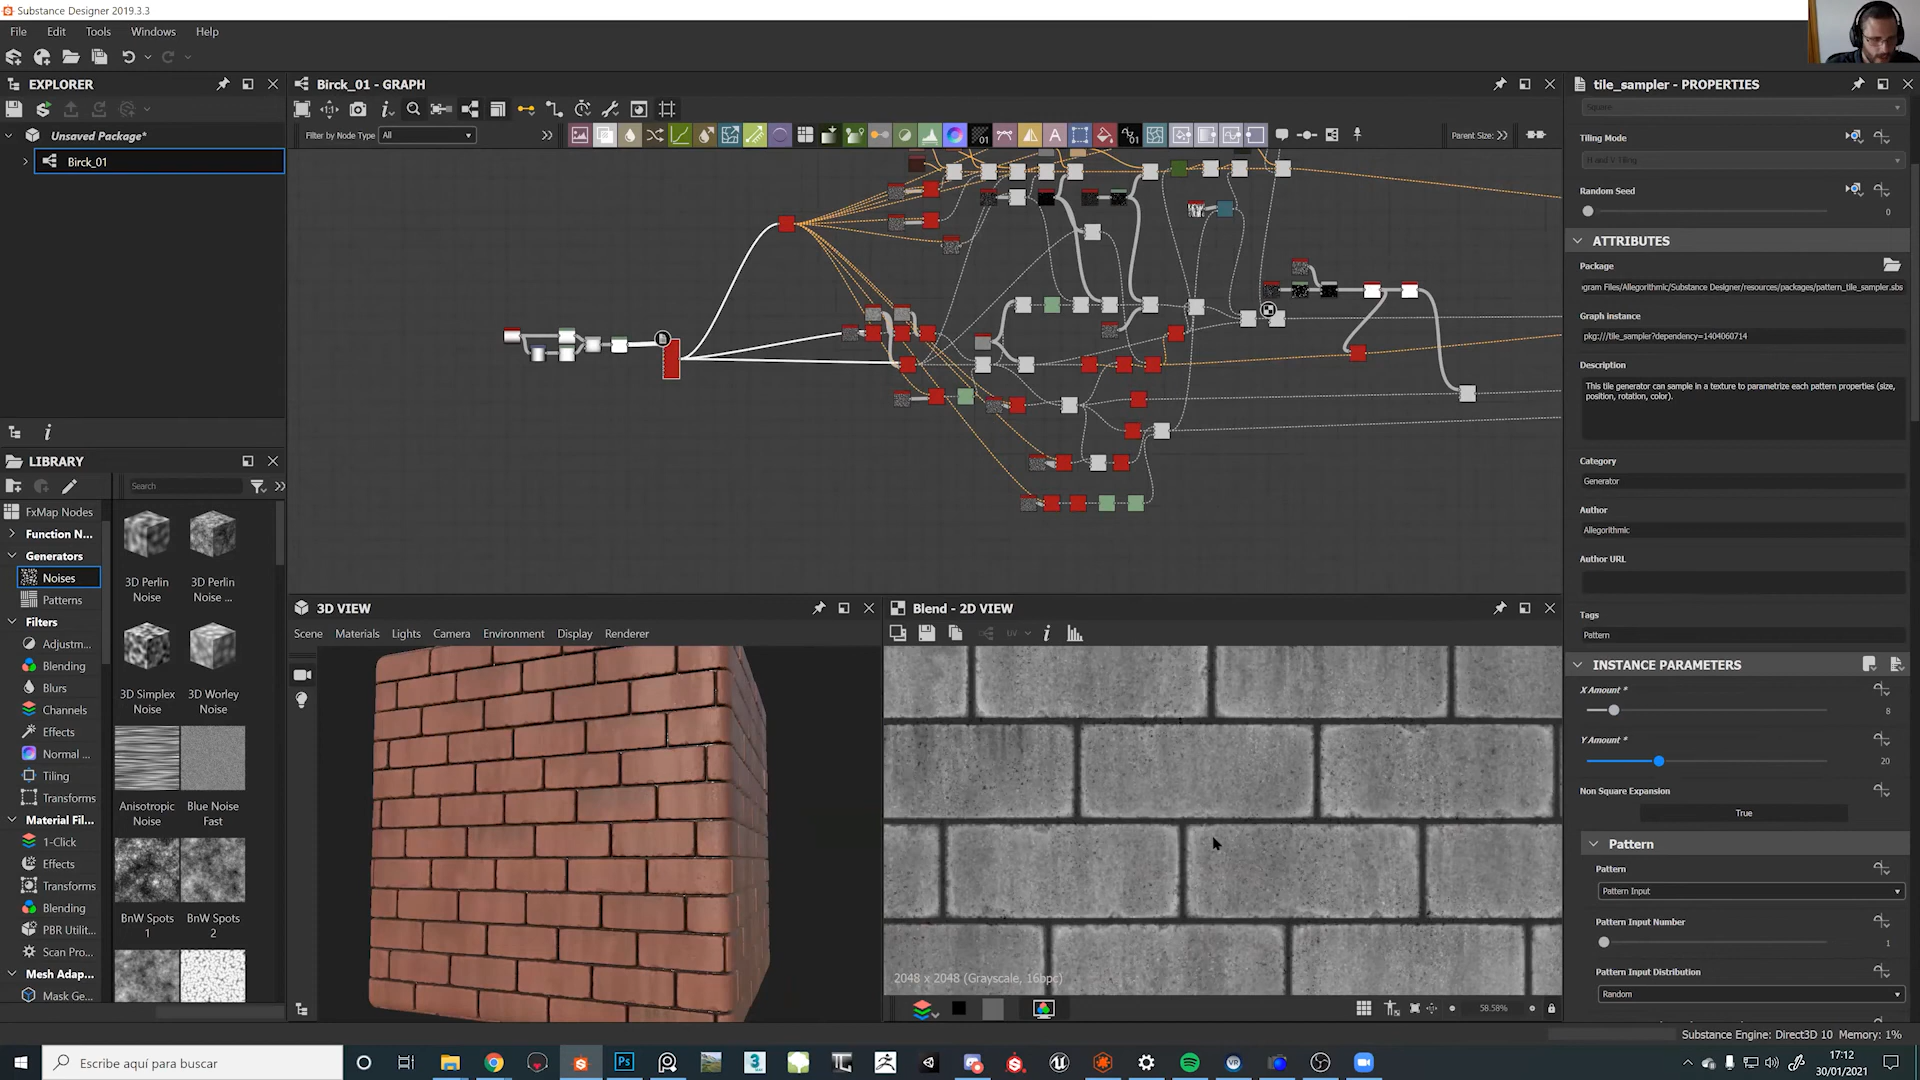 Substance Designer 2019.3.3
File Edit Tools Windows Help
EXPLORER
Unsaved Package*
Birck_01
LIBRARY
Search
FxMap Nodes
Function N...
Generators
Noises
Patterns
Filters
Adjustm...
Blending
Blurs
Channels
Effects
Normal ...
Tiling
Transforms
Material Fil...
1-Click
Effects
Transforms
Blending
PBR Utilit...
Scan Pro...
Mesh Adap...
Mask Ge...
3D Perlin Noise
3D Perlin Noise ...
3D Simplex Noise
3D Worley Noise
Anisotropic Noise
Blue Noise Fast
BnW Spots 1
BnW Spots 2
Birck_01 - GRAPH
Filter by Node Type All
Parent Size:
3D VIEW
Scene Materials Lights Camera Environment Display Renderer
Blend - 2D VIEW
UV
2048 x 2048 (Grayscale, 16bpc)
58.58%
tile_sampler - PROPERTIES
Square
Tiling Mode
H and V Tiling
Random Seed
0
ATTRIBUTES
Package
gram Files/Allegorithmic/Substance Designer/resources/packages/pattern_tile_sampler.sbs
Graph instance
pkg:///tile_sampler?dependency=1404060714
Description
This tile generator can sample in a texture to parametrize each pattern properties (size,
position, rotation, color).
Category
Generator
Author
Allegorithmic
Author URL
Tags
Pattern
INSTANCE PARAMETERS
X Amount *
8
Y Amount *
20
Non Square Expansion
True
Pattern
Pattern
Pattern Input
Pattern Input Number
1
Pattern Input Distribution
Random
Substance Engine: Direct3D 10 Memory: 1%
Escribe aquí para buscar
17:12
30/01/2021